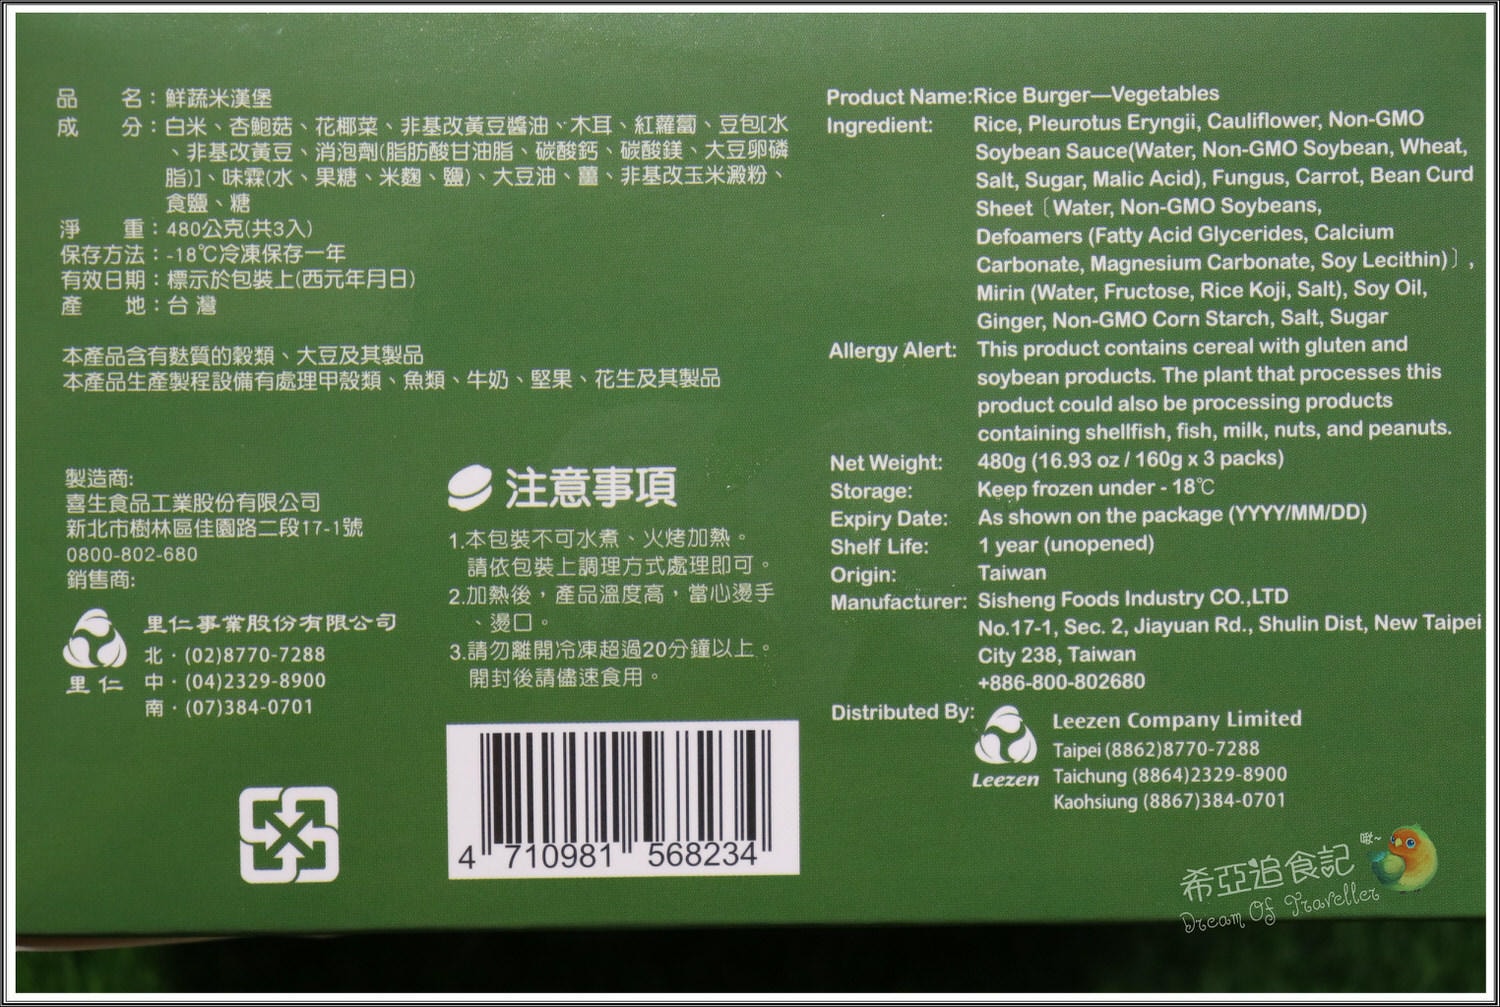 品　　名：鮮蔬米漢堡
成　　分：白米、杏鮑菇、花椰菜、非基改黃豆醬油、木耳、紅蘿蔔、豆包[水
、非基改黃豆、消泡劑(脂肪酸甘油脂、碳酸鈣、碳酸鎂、大豆卵磷
脂)]、味霖(水、果糖、米麴、鹽)、大豆油、薑、非基改玉米澱粉、
食鹽、糖
淨　　重：480公克(共3入)
保存方法：-18℃冷凍保存一年
有效日期：標示於包裝上(西元年月日)
產　　地：台灣
本產品含有麩質的穀類、大豆及其製品
本產品生產製程設備有處理甲殼類、魚類、牛奶、堅果、花生及其製品
製造商:
喜生食品工業股份有限公司
新北市樹林區佳園路二段17-1號
0800-802-680
銷售商:
里仁事業股份有限公司
北・(02)8770-7288
中・(04)2329-8900
南・(07)384-0701
里仁
注意事項
1.本包裝不可水煮、火烤加熱。
請依包裝上調理方式處理即可。
2.加熱後，產品溫度高，當心燙手
、燙口。
3.請勿離開冷凍超過20分鐘以上。
開封後請儘速食用。
4 710981 568234
Product Name:Rice Burger—Vegetables
Ingredient: Rice, Pleurotus Eryngii, Cauliflower, Non-GMO
Soybean Sauce(Water, Non-GMO Soybean, Wheat,
Salt, Sugar, Malic Acid), Fungus, Carrot, Bean Curd
Sheet〔Water, Non-GMO Soybeans,
Defoamers (Fatty Acid Glycerides, Calcium
Carbonate, Magnesium Carbonate, Soy Lecithin)〕,
Mirin (Water, Fructose, Rice Koji, Salt), Soy Oil,
Ginger, Non-GMO Corn Starch, Salt, Sugar
Allergy Alert: This product contains cereal with gluten and
soybean products. The plant that processes this
product could also be processing products
containing shellfish, fish, milk, nuts, and peanuts.
Net Weight: 480g (16.93 oz / 160g x 3 packs)
Storage: Keep frozen under - 18℃
Expiry Date: As shown on the package (YYYY/MM/DD)
Shelf Life: 1 year (unopened)
Origin: Taiwan
Manufacturer: Sisheng Foods Industry CO.,LTD
No.17-1, Sec. 2, Jiayuan Rd., Shulin Dist, New Taipei
City 238, Taiwan
+886-800-802680
Distributed By: Leezen Company Limited
Taipei (8862)8770-7288
Taichung (8864)2329-8900
Kaohsiung (8867)384-0701
Leezen
啾~
希亞追食記
Dream Of Traveller